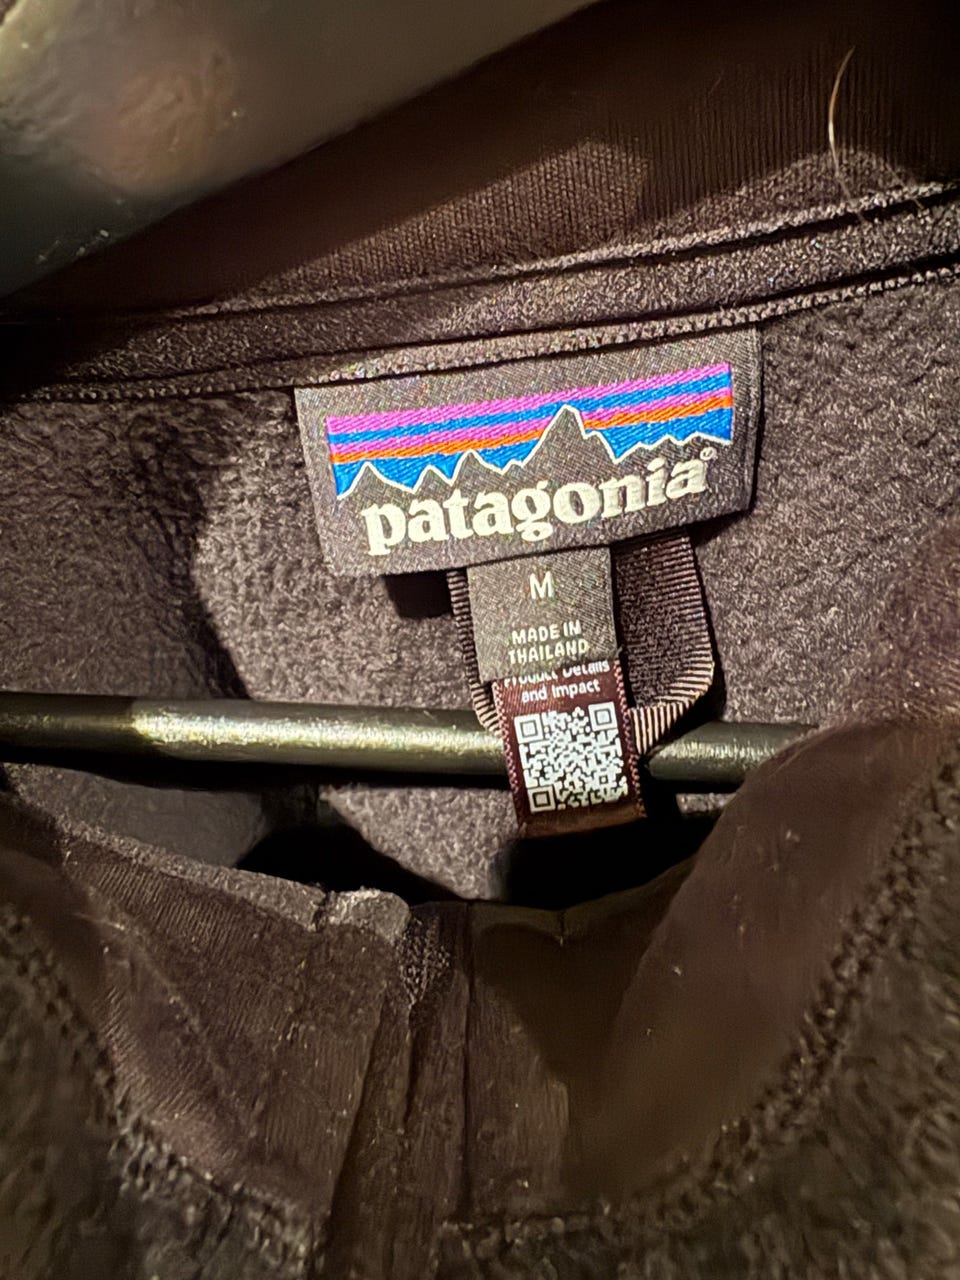 patagonia®
M
MADE IN
THAILAND
Product Details
and Impact